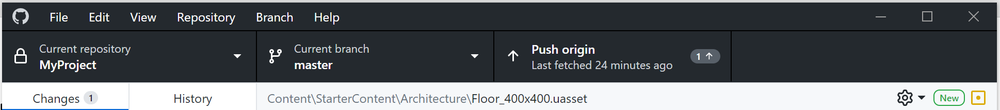 File Edit View Repository Branch Help
Current repository
MyProject
Current branch
master
Push origin
Last fetched 24 minutes ago
1
Changes 1
History
Content\StarterContent\Architecture\Floor_400x400.uasset
New